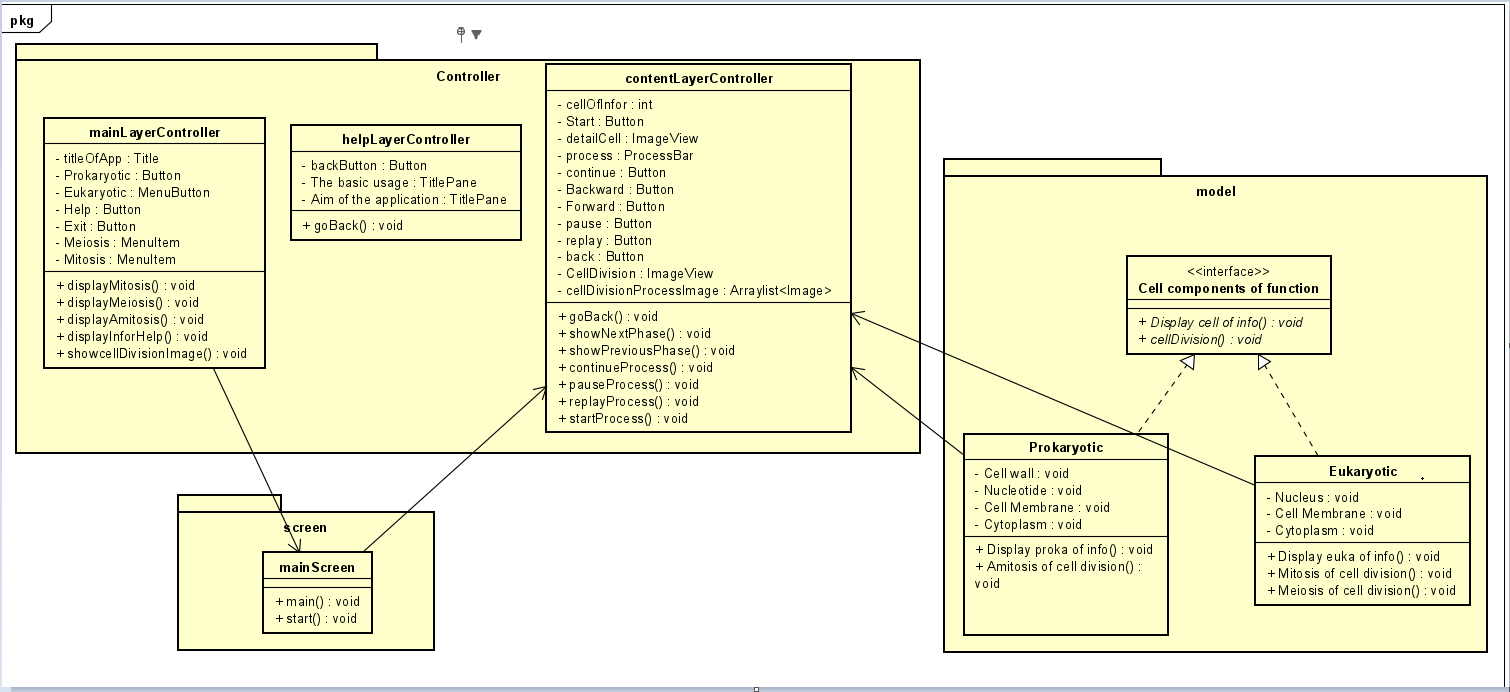 pkg
Controller
mainLayerController
- titleOfApp : Title
- Prokaryotic : Button
- Eukaryotic : MenuButton
- Help : Button
- Exit : Button
- Meiosis : MenuItem
- Mitosis : MenuItem
+ displayMitosis() : void
+ displayMeiosis() : void
+ displayAmitosis() : void
+ displayInforHelp() : void
+ showcellDivisionImage() : void
helpLayerController
- backButton : Button
- The basic usage : TitlePane
- Aim of the application : TitlePane
+ goBack() : void
contentLayerController
- cellOfInfor : int
- Start : Button
- detailCell : ImageView
- process : ProcessBar
- continue : Button
- Backward : Button
- Forward : Button
- pause : Button
- replay : Button
- back : Button
- CellDivision : ImageView
- cellDivisionProcessImage : Arraylist<Image>
+ goBack() : void
+ showNextPhase() : void
+ showPreviousPhase() : void
+ continueProcess() : void
+ pauseProcess() : void
+ replayProcess() : void
+ startProcess() : void
screen
mainScreen
+ main() : void
+ start() : void
model
<<interface>>
Cell components of function
+ Display cell of info() : void
+ cellDivision() : void
Prokaryotic
- Cell wall : void
- Nucleotide : void
- Cell Membrane : void
- Cytoplasm : void
+ Display proka of info() : void
+ Amitosis of cell division() :
void
Eukaryotic
- Nucleus : void
- Cell Membrane : void
- Cytoplasm : void
+ Display euka of info() : void
+ Mitosis of cell division() : void
+ Meiosis of cell division() : void